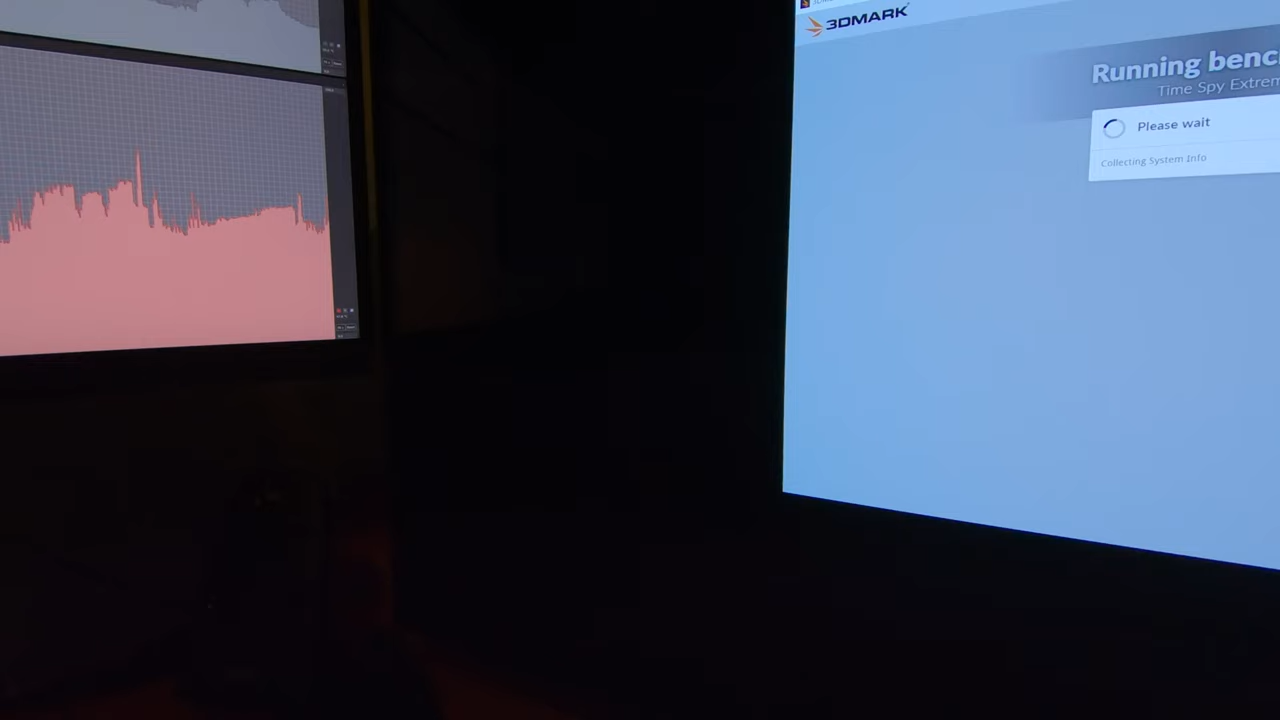 3DMARK
Running benc
Time Spy Extrem
Please wait
Collecting System Info